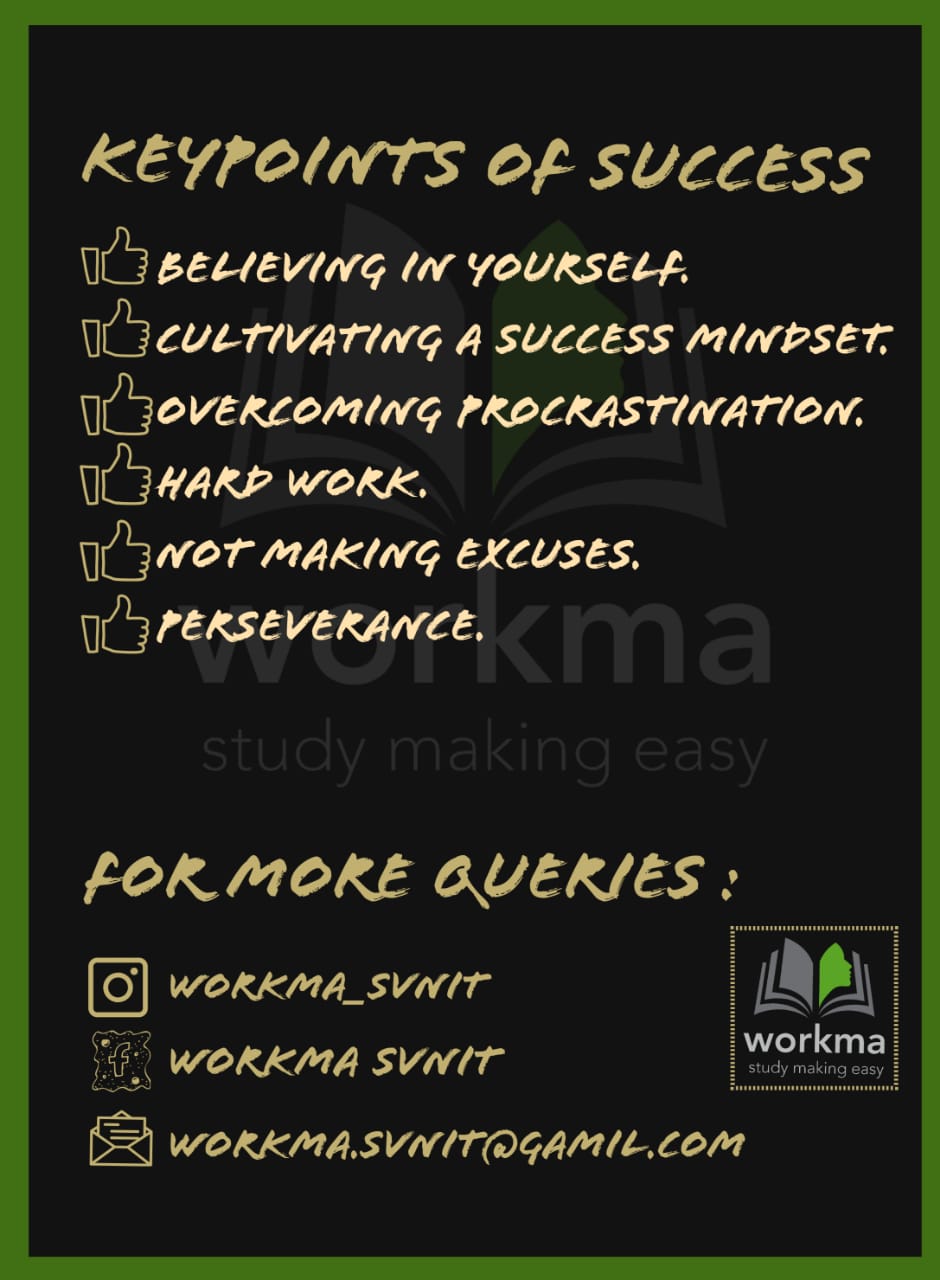 KEYPOINTS OF SUCCESS
BELIEVING IN YOURSELF.
CULTIVATING A SUCCESS MINDSET.
OVERCOMING PROCRASTINATION.
HARD WORK.
NOT MAKING EXCUSES.
PERSEVERANCE.
workma
study making easy
FOR MORE QUERIES :
WORKMA_SVNIT
WORKMA SVNIT
WORKMA.SVNIT@GAMIL.COM
workma
study making easy